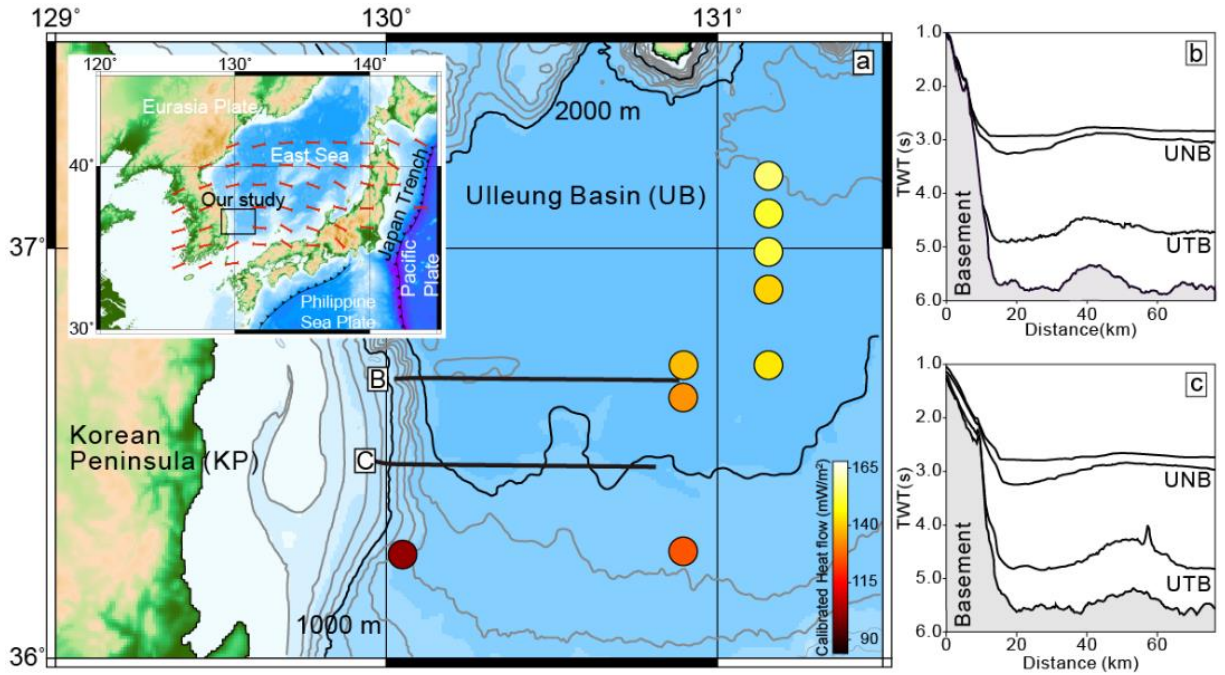 129°
130°
131°
a
120°
130°
140°
Eurasia Plate
East Sea
40°
Our study
Japan Trench
Pacific
Plate
Philippine
Sea Plate
30°
2000 m
Ulleung Basin (UB)
37°
B
Korean
Peninsula (KP)
C
1000 m
36°
Calibrated Heat flow (mW/m²)
165
140
115
90
b
1.0
2.0
3.0
4.0
5.0
6.0
TWT (s)
UNB
UTB
Basement
0
20
40
60
Distance(km)
c
1.0
2.0
3.0
4.0
5.0
6.0
TWT(s)
UNB
UTB
Basement
0
20
40
60
Distance (km)